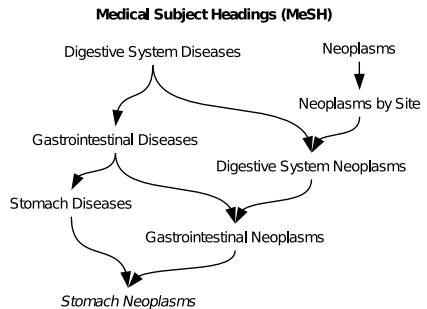 Medical Subject Headings (MeSH)
Digestive System Diseases
Neoplasms
Neoplasms by Site
Gastrointestinal Diseases
Digestive System Neoplasms
Stomach Diseases
Gastrointestinal Neoplasms
Stomach Neoplasms